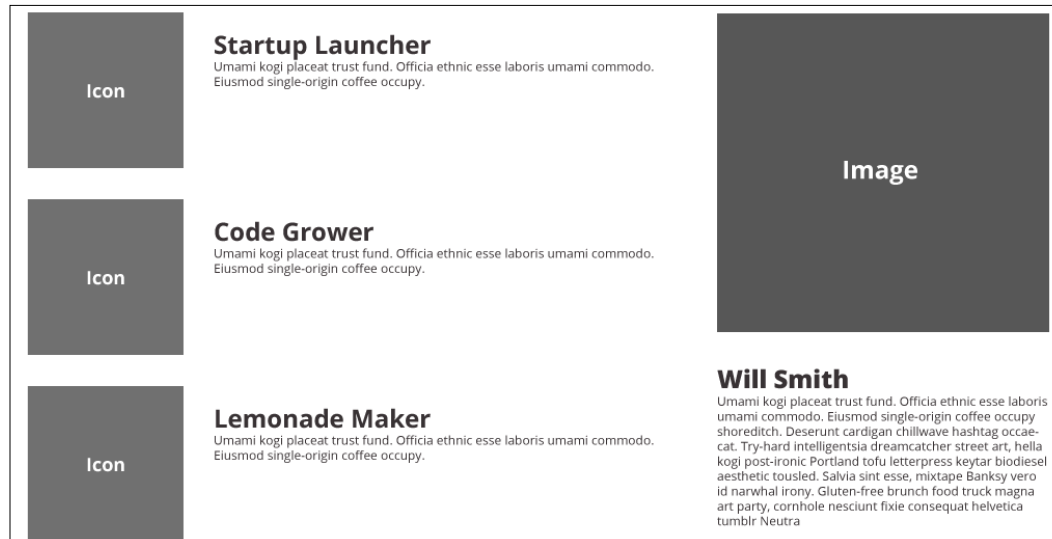 Icon
Startup Launcher
Umami kogi placeat trust fund. Officia ethnic esse laboris umami commodo.
Eiusmod single-origin coffee occupy.
Icon
Code Grower
Umami kogi placeat trust fund. Officia ethnic esse laboris umami commodo.
Eiusmod single-origin coffee occupy.
Icon
Lemonade Maker
Umami kogi placeat trust fund. Officia ethnic esse laboris umami commodo.
Eiusmod single-origin coffee occupy.
Image
Will Smith
Umami kogi placeat trust fund. Officia ethnic esse laboris
umami commodo. Eiusmod single-origin coffee occupy
shoreditch. Deserunt cardigan chillwave hashtag occae-
cat. Try-hard intelligentsia dreamcatcher street art, hella
kogi post-ironic Portland tofu letterpress keytar biodiesel
aesthetic tousled. Salvia sint esse, mixtape Banksy vero
id narwhal irony. Gluten-free brunch food truck magna
art party, cornhole nesciunt fixie consequat helvetica
tumblr Neutra